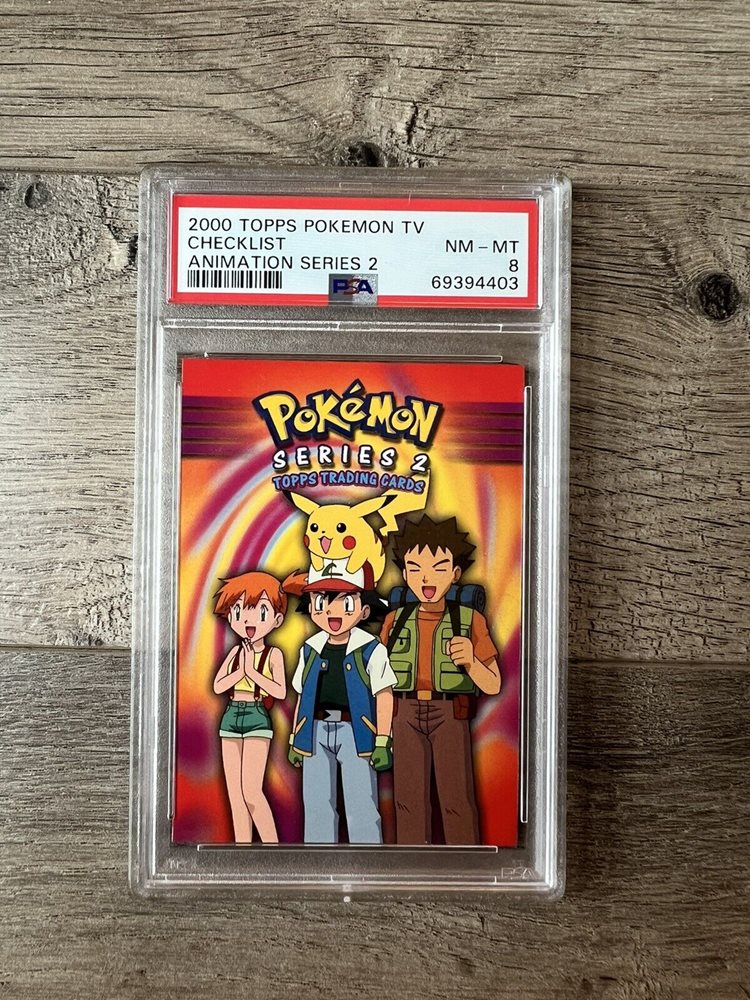 2000 TOPPS POKEMON TV
CHECKLIST NM - MT
ANIMATION SERIES 2 8
PSA 69394403
POKéMON
SERIES 2
TOPPS TRADING CARDS
PSA